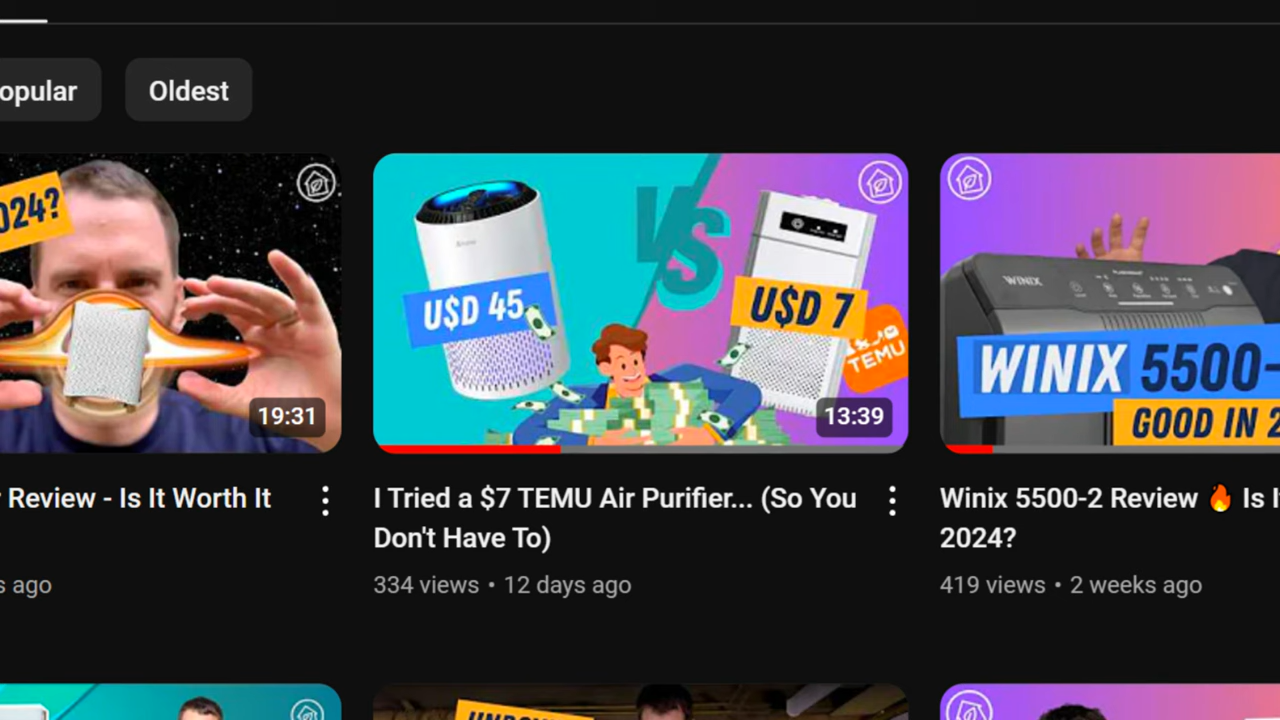 opular
Oldest
024?
19:31
VS
U$D 45
U$D 7
TEMU
13:39
WINIX
WINIX 5500-
GOOD IN 2
Review - Is It Worth It
I Tried a $7 TEMU Air Purifier... (So You
Don't Have To)
Winix 5500-2 Review 🔥 Is I
2024?
s ago
334 views • 12 days ago
419 views • 2 weeks ago